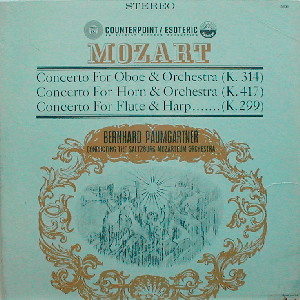 STEREO
COUNTERPOINT / ESOTERIC
MOZART
Concerto For Oboe & Orchestra (K. 314)
Concerto For Horn & Orchestra (K. 417)
Concerto For Flute & Harp.......(K. 299)
BERNHARD PAUMGARTNER
CONDUCTING THE SALZBURG MOZARTEUM ORCHESTRA